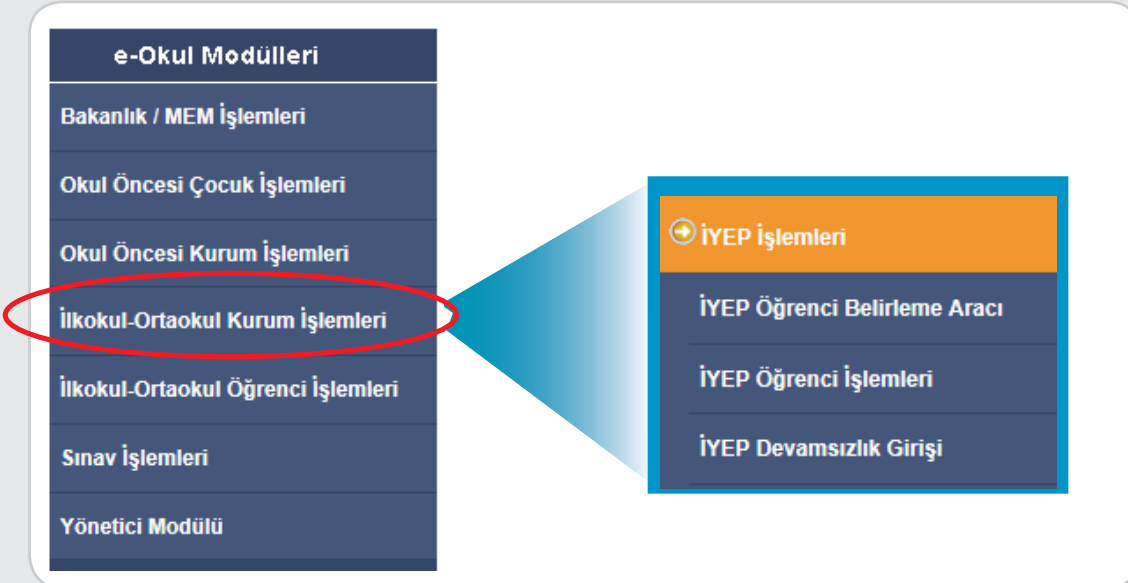 e-Okul Modülleri
Bakanlık / MEM İşlemleri
Okul Öncesi Çocuk İşlemleri
Okul Öncesi Kurum İşlemleri
İlkokul-Ortaokul Kurum İşlemleri
İlkokul-Ortaokul Öğrenci İşlemleri
Sınav İşlemleri
Yönetici Modülü
İYEP İşlemleri
İYEP Öğrenci Belirleme Aracı
İYEP Öğrenci İşlemleri
İYEP Devamsızlık Girişi